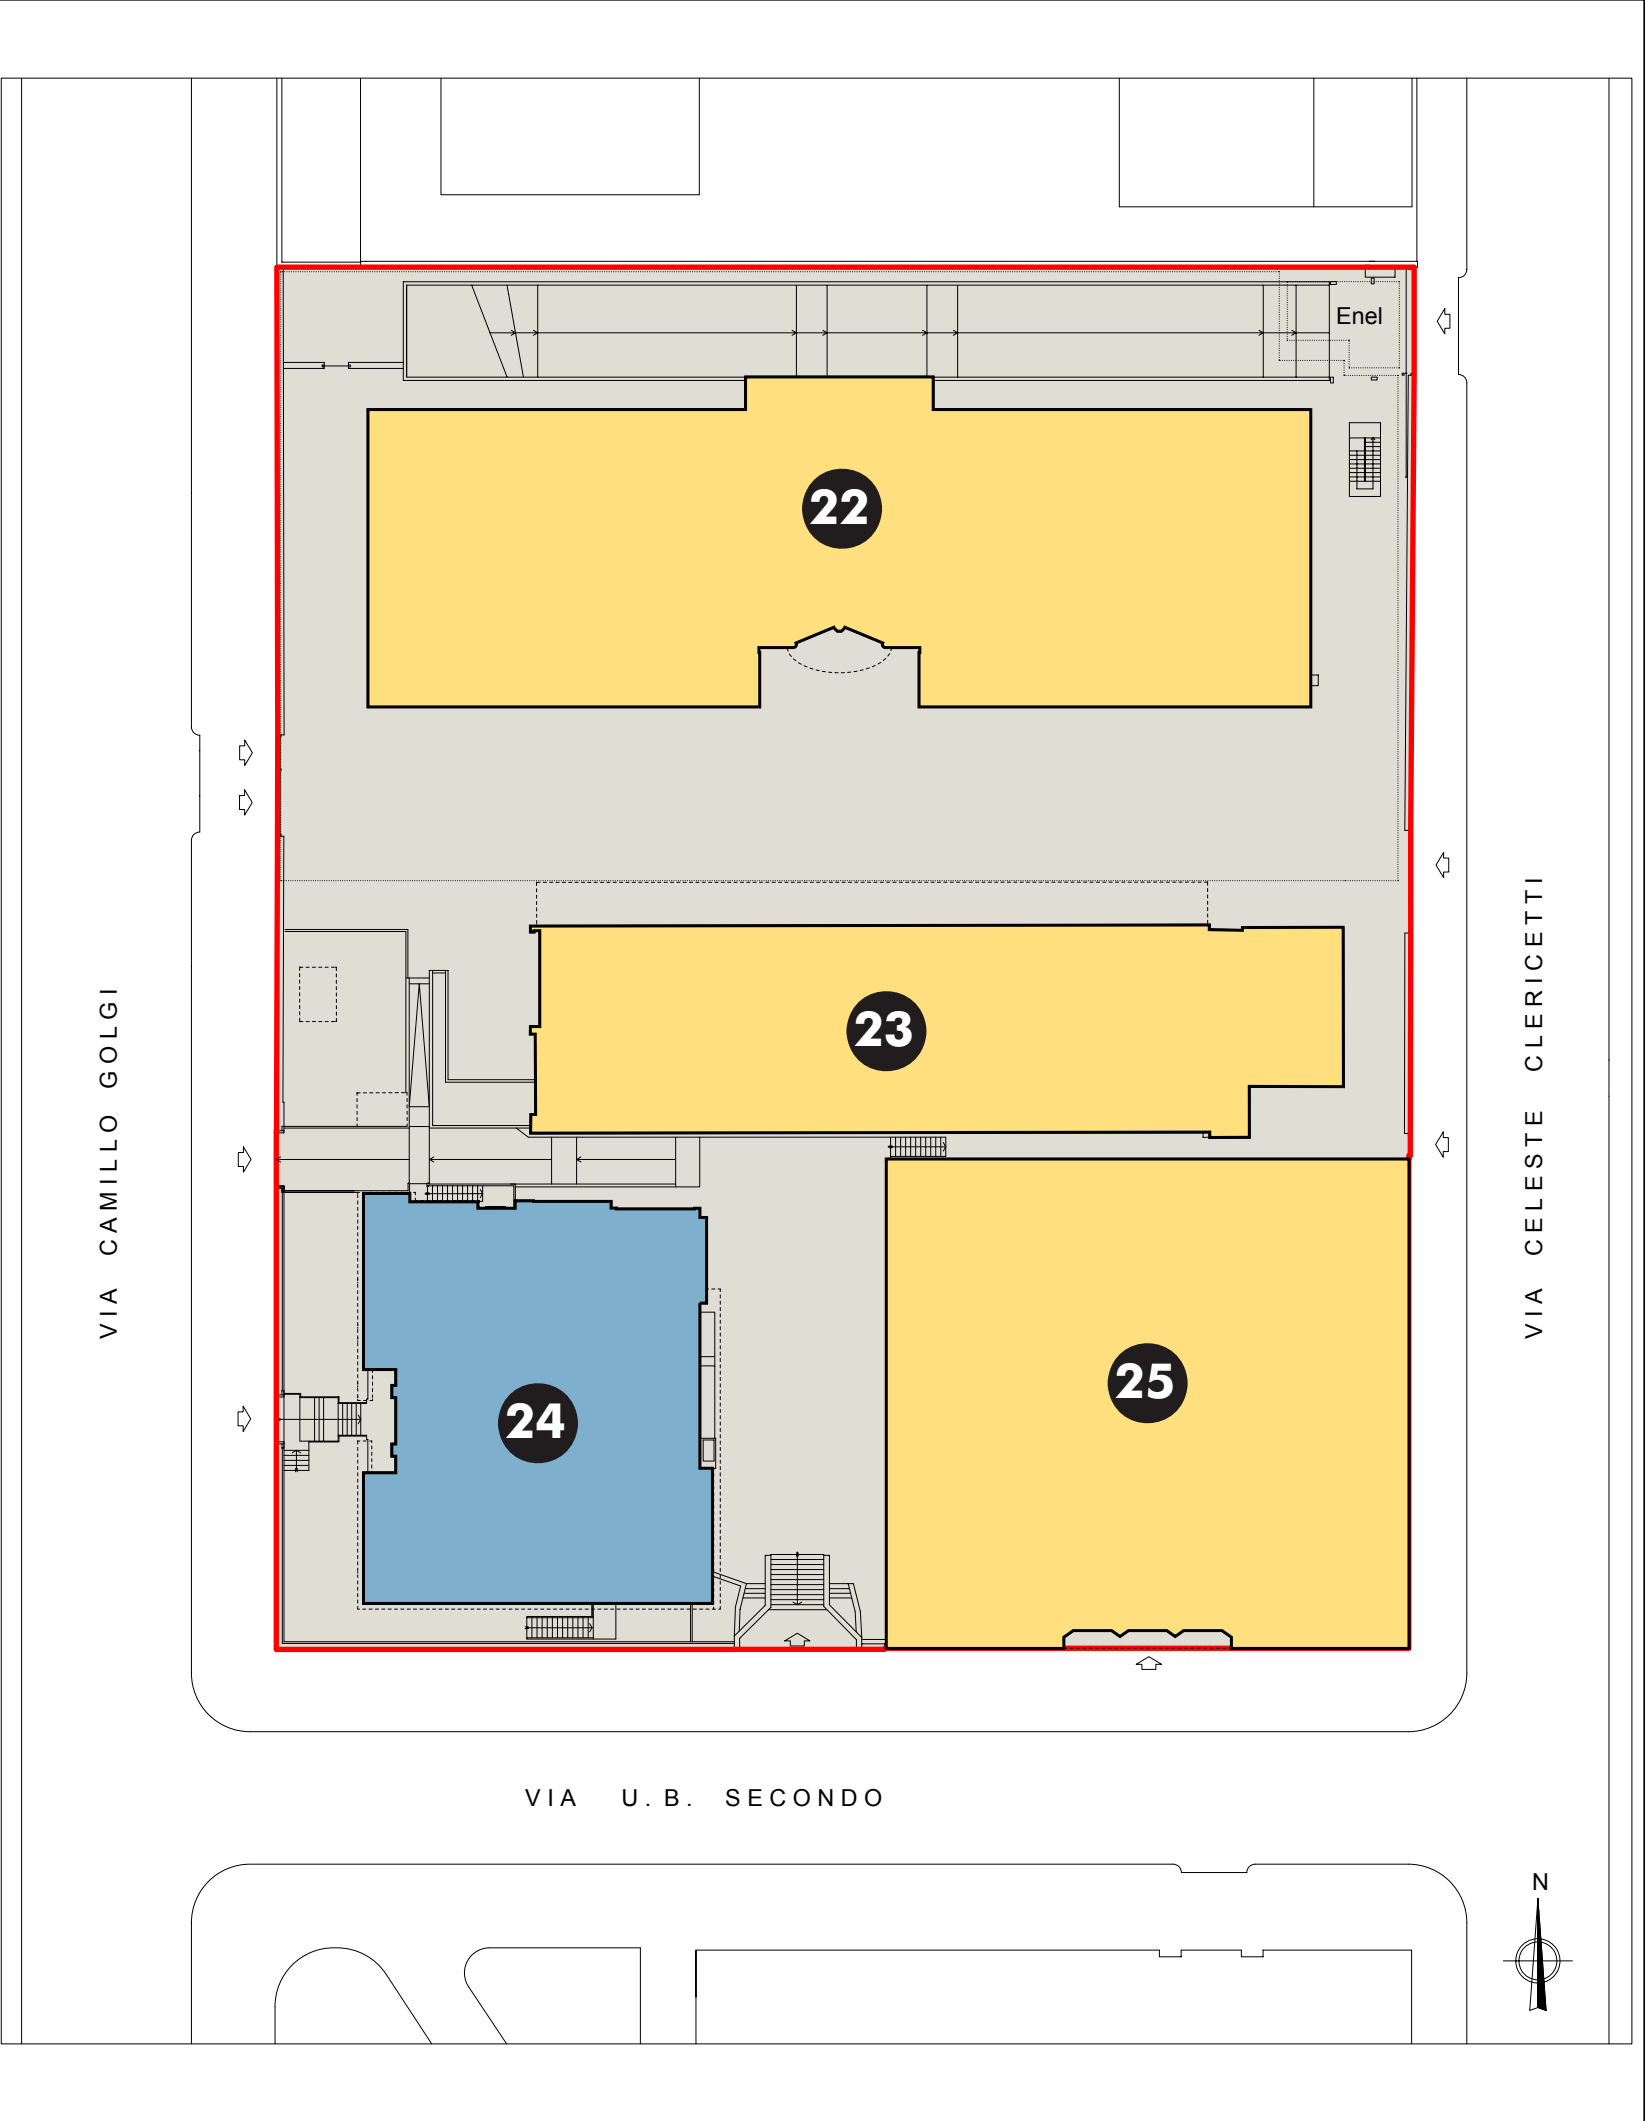 Enel
22
23
VIA CAMILLO GOLGI
VIA CELESTE CLERICETTI
24
25
VIA U.B. SECONDO
N